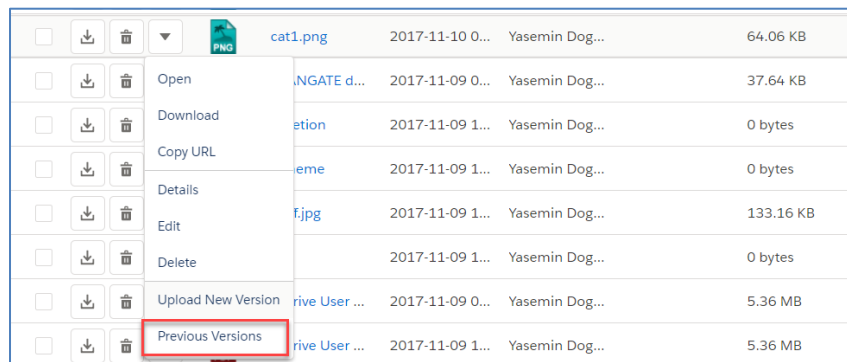 PNG cat1.png 2017-11-10 0... Yasemin Dog... 64.06 KB
Open ANGATE d... 2017-11-09 0... Yasemin Dog... 37.64 KB
Download etion 2017-11-09 1... Yasemin Dog... 0 bytes
Copy URL eme 2017-11-09 1... Yasemin Dog... 0 bytes
Details
Edit f.jpg 2017-11-09 1... Yasemin Dog... 133.16 KB
Delete 2017-11-09 1... Yasemin Dog... 0 bytes
Upload New Version rive User ... 2017-11-09 0... Yasemin Dog... 5.36 MB
Previous Versions rive User ... 2017-11-09 1... Yasemin Dog... 5.36 MB